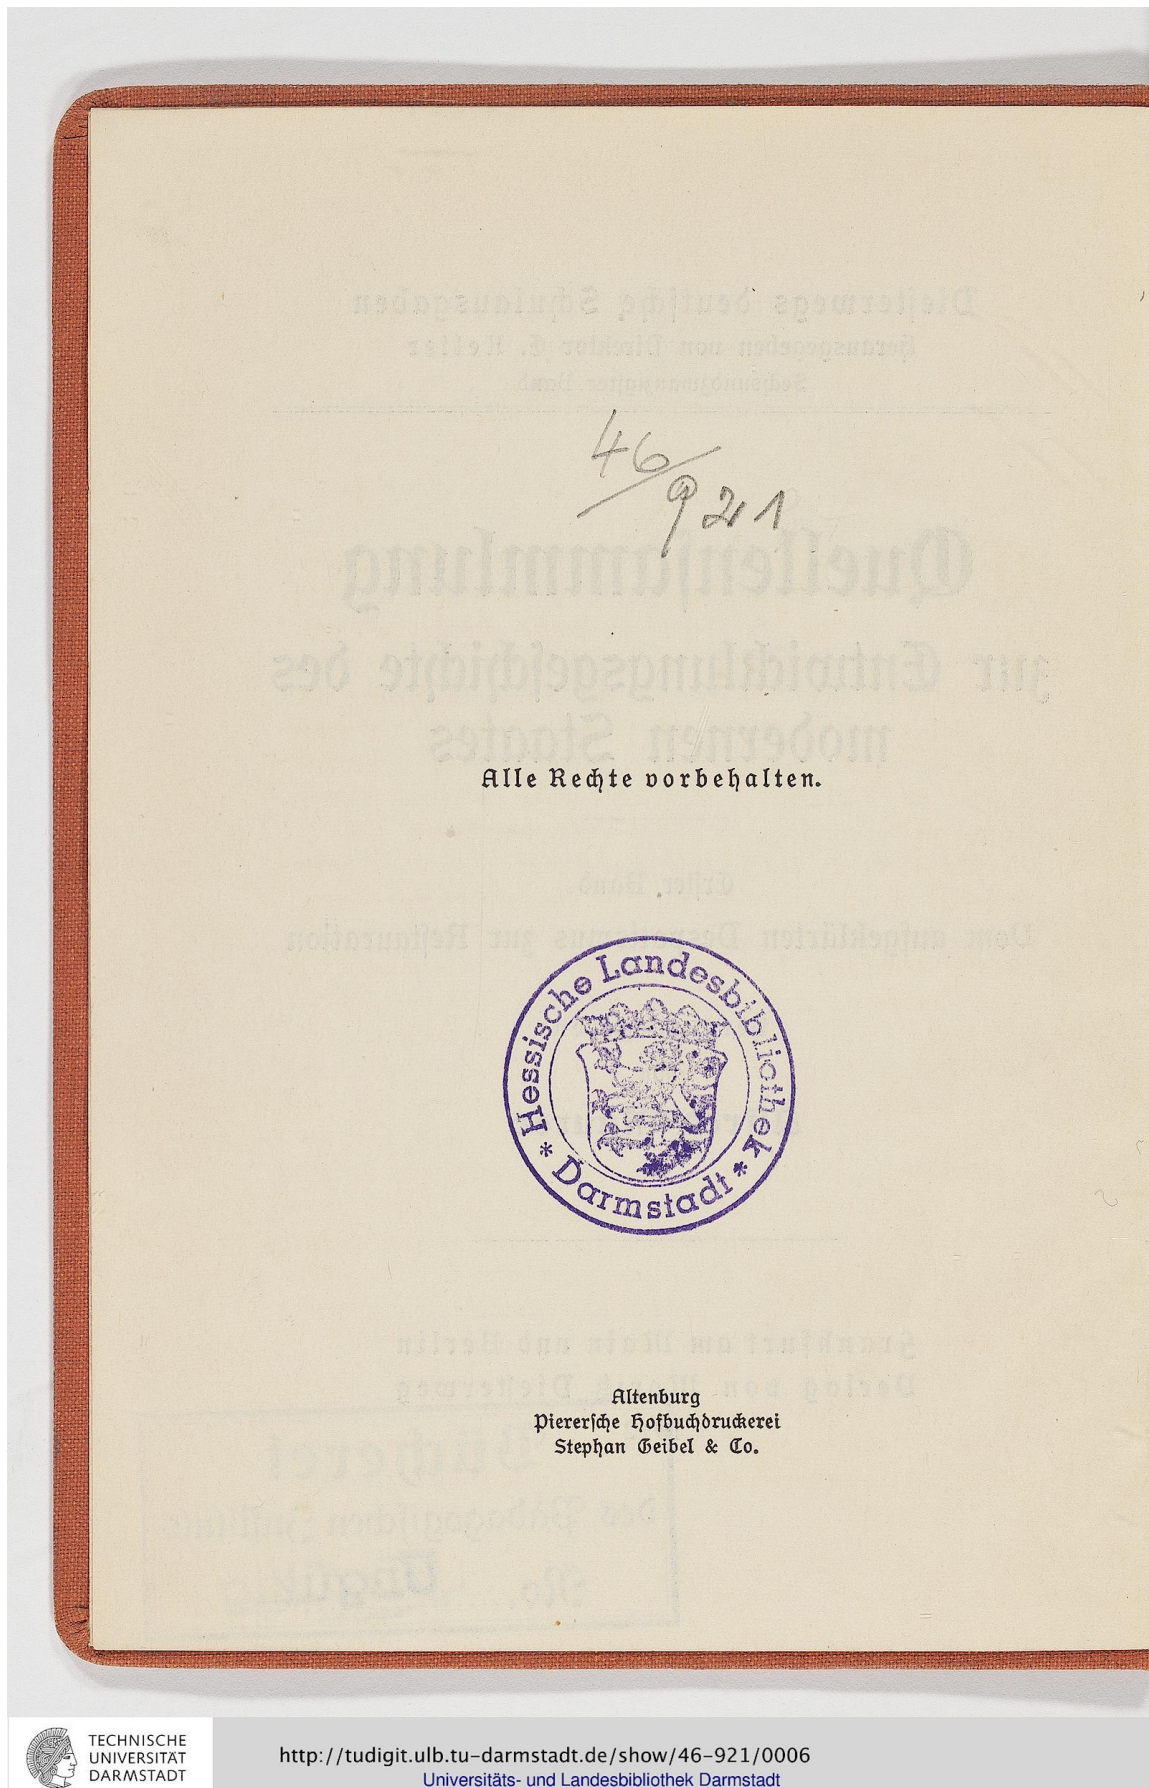 46/921
Alle Rechte vorbehalten.
Hessische Landesbibliothek
* Darmstadt *
Altenburg
Pierersche Hofbuchdruckerei
Stephan Geibel & Co.
TECHNISCHE
UNIVERSITÄT
DARMSTADT
http://tudigit.ulb.tu-darmstadt.de/show/46-921/0006
Universitäts- und Landesbibliothek Darmstadt